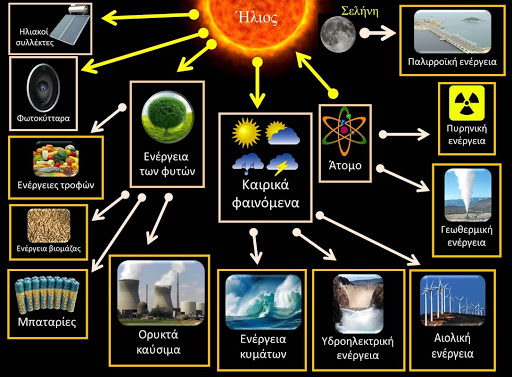 Ήλιος
Σελήνη
Ηλιακοί
συλλέκτες
Παλιρροϊκή ενέργεια
Φωτοκύτταρα
Ενέργεια
των φυτών
Καιρικά
φαινόμενα
Άτομο
Πυρηνική
ενέργεια
Ενέργειες τροφών
Γεωθερμική
ενέργεια
Ενέργεια βιομάζας
Μπαταρίες
Ορυκτά
καύσιμα
Ενέργεια
κυμάτων
Υδροηλεκτρική
ενέργεια
Αιολική
ενέργεια